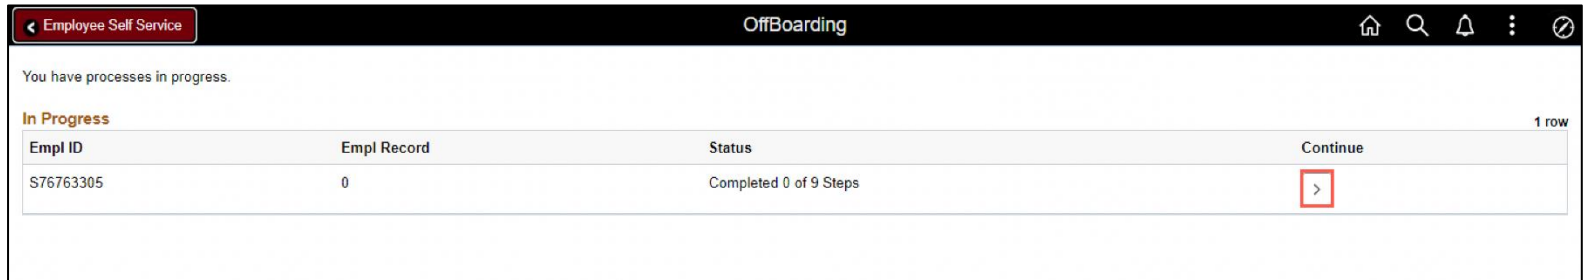 Employee Self Service
OffBoarding
You have processes in progress.
In Progress
1 row
Empl ID Empl Record Status Continue
S76763305 0 Completed 0 of 9 Steps